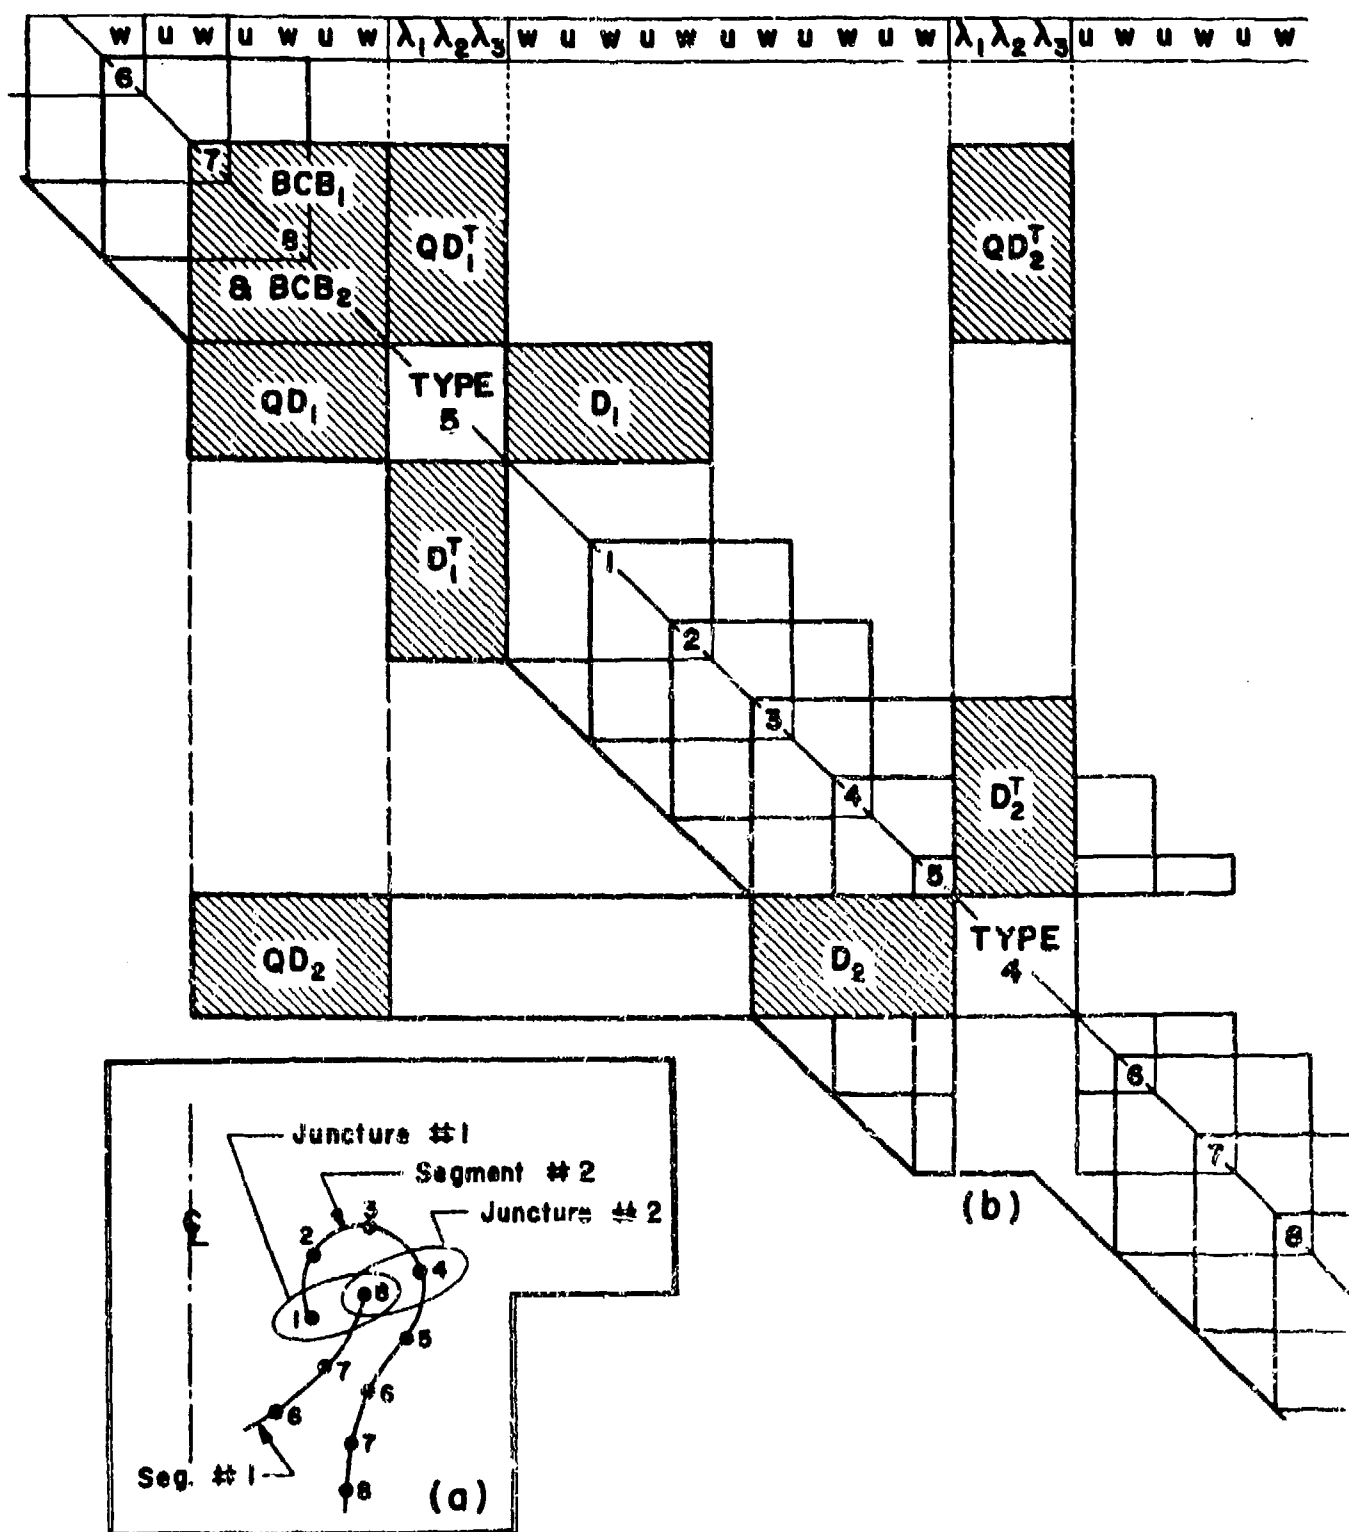 w u w u w u w λ₁ λ₂ λ₃ w u w u w u w u w u w λ₁ λ₂ λ₃ u w u w u w
6
7 BCB₁
8
& BCB₂
QD₁ᵀ
QD₂ᵀ
QD₁
TYPE
5
D₁
D₁ᵀ
1
2
3
4
5
D₂ᵀ
QD₂
D₂
TYPE
4
6
7
8
(b)
Juncture #1
Segment #2
Juncture #2
3
2
4
8
1
5
7
6
6
7
Seg. #1
8
(a)